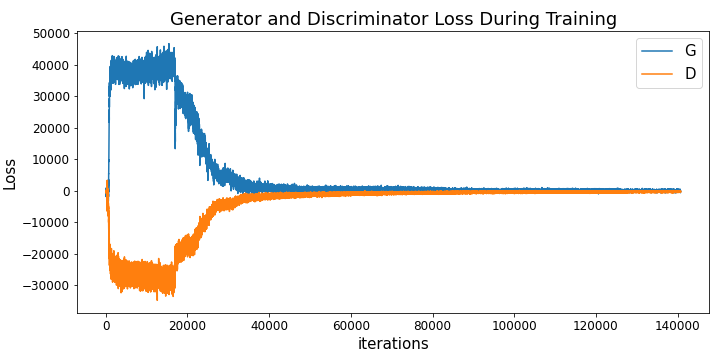 Generator and Discriminator Loss During Training
50000
40000
30000
20000
10000
0
-10000
-20000
-30000
Loss
G
D
0 20000 40000 60000 80000 100000 120000 140000
iterations